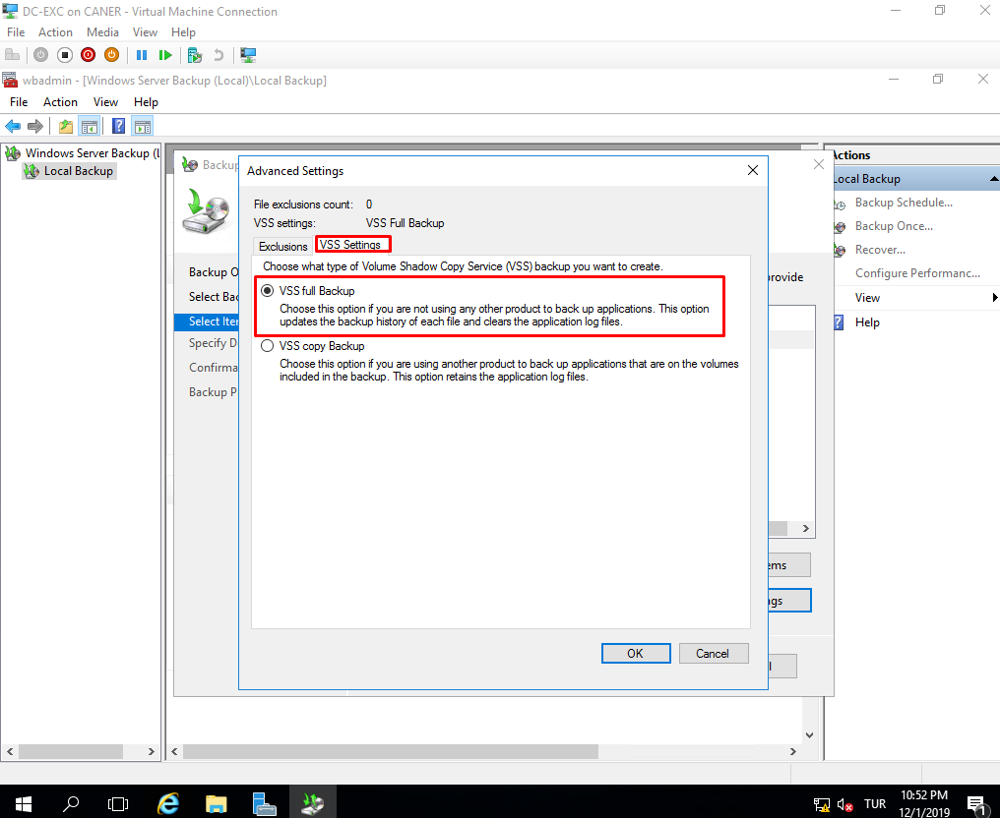 DC-EXC on CANER - Virtual Machine Connection
File Action Media View Help
wbadmin - [Windows Server Backup (Local)\Local Backup]
File Action View Help
Windows Server Backup (L
Local Backup
Backup
Advanced Settings
File exclusions count: 0
VSS settings: VSS Full Backup
Exclusions VSS Settings
Choose what type of Volume Shadow Copy Service (VSS) backup you want to create.
VSS full Backup
Choose this option if you are not using any other product to back up applications. This option
updates the backup history of each file and clears the application log files.
VSS copy Backup
Choose this option if you are using another product to back up applications that are on the volumes
included in the backup. This option retains the application log files.
OK Cancel
Backup O
Select Bac
Select Iter
Specify D
Confirma
Backup P
provide
ems
gs
Actions
Local Backup
Backup Schedule...
Backup Once...
Recover...
Configure Performance...
View
Help
TUR
10:52 PM
12/1/2019
1